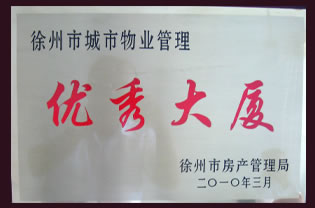 徐州市城市物业管理
优秀大厦
徐州市房产管理局
二〇一〇年三月